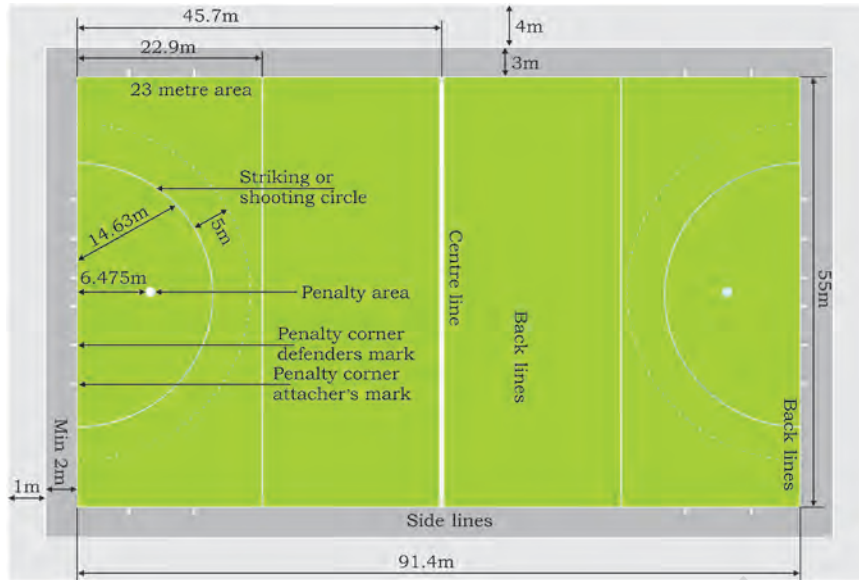 45.7m
4m
22.9m
3m
23 metre area
Striking or
shooting circle
14.63m
5m
6.475m
Penalty area
Centre line
Back lines
55m
Penalty corner
defenders mark
Penalty corner
attacher's mark
Back lines
Min 2m
1m
Side lines
91.4m